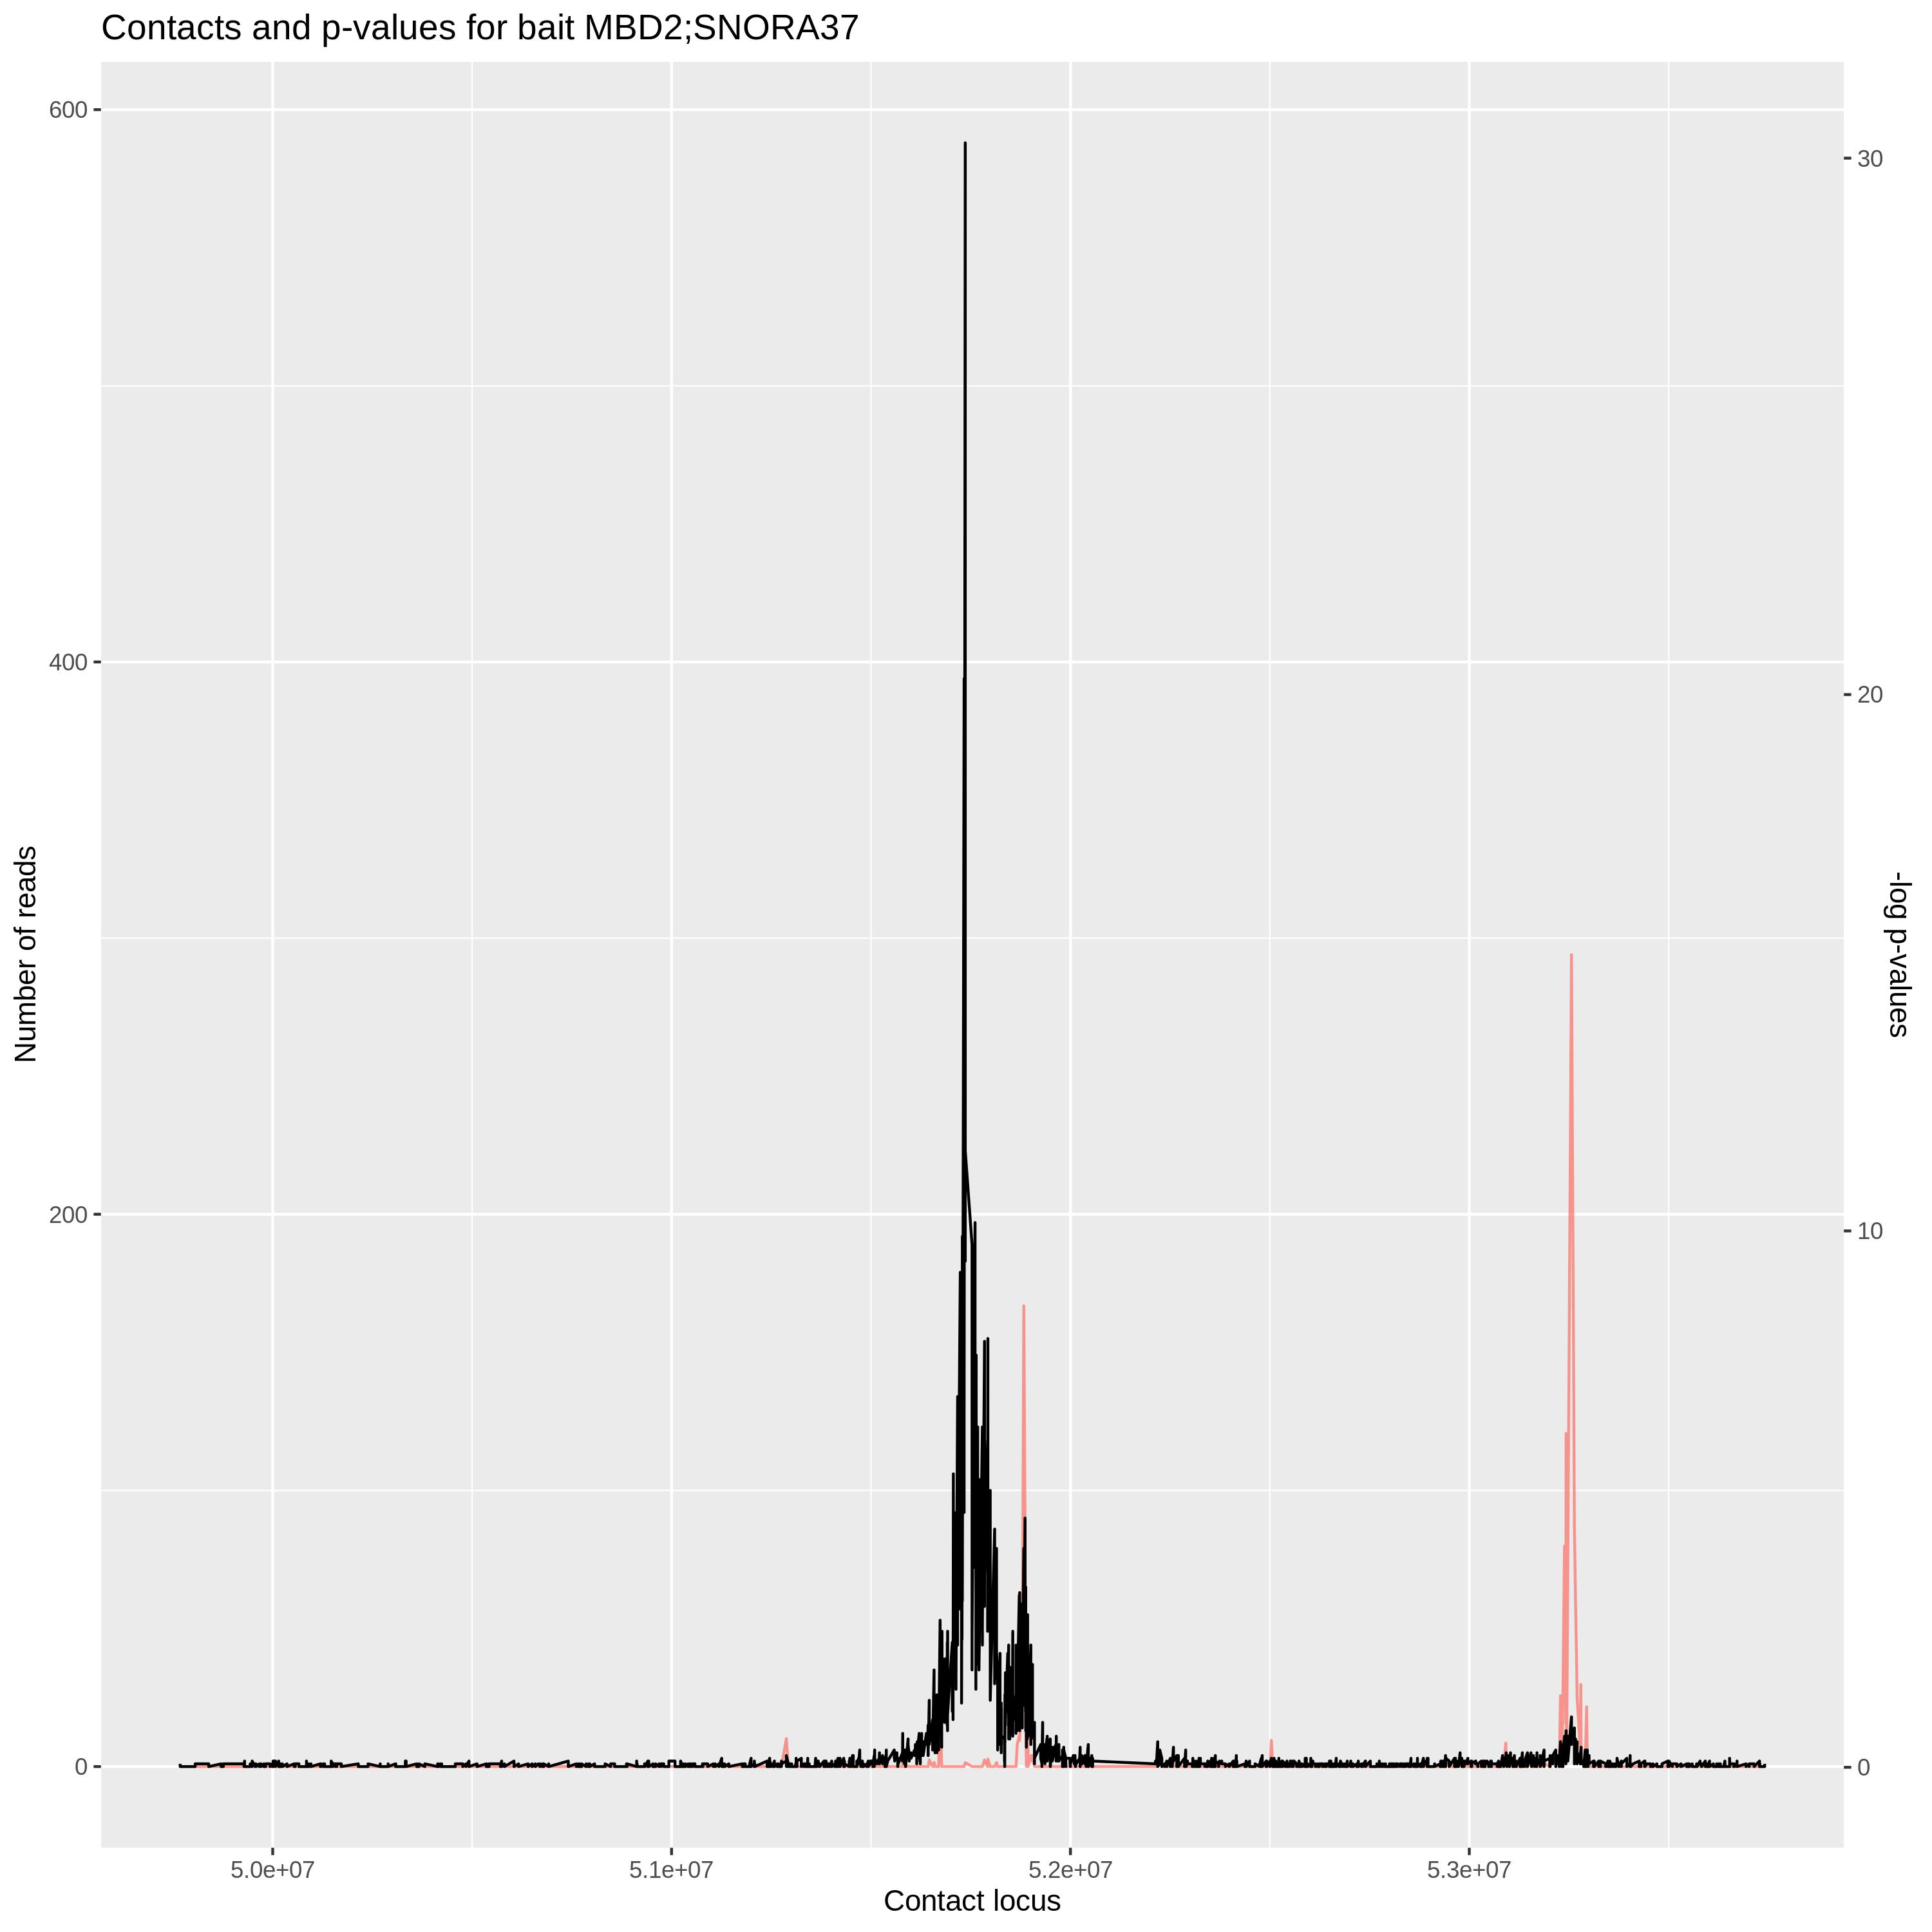 Contacts and p-values for bait MBD2;SNORA37
600
400
200
0
Number of reads
30
20
10
0
-log p-values
5.0e+07 5.1e+07 5.2e+07 5.3e+07
Contact locus